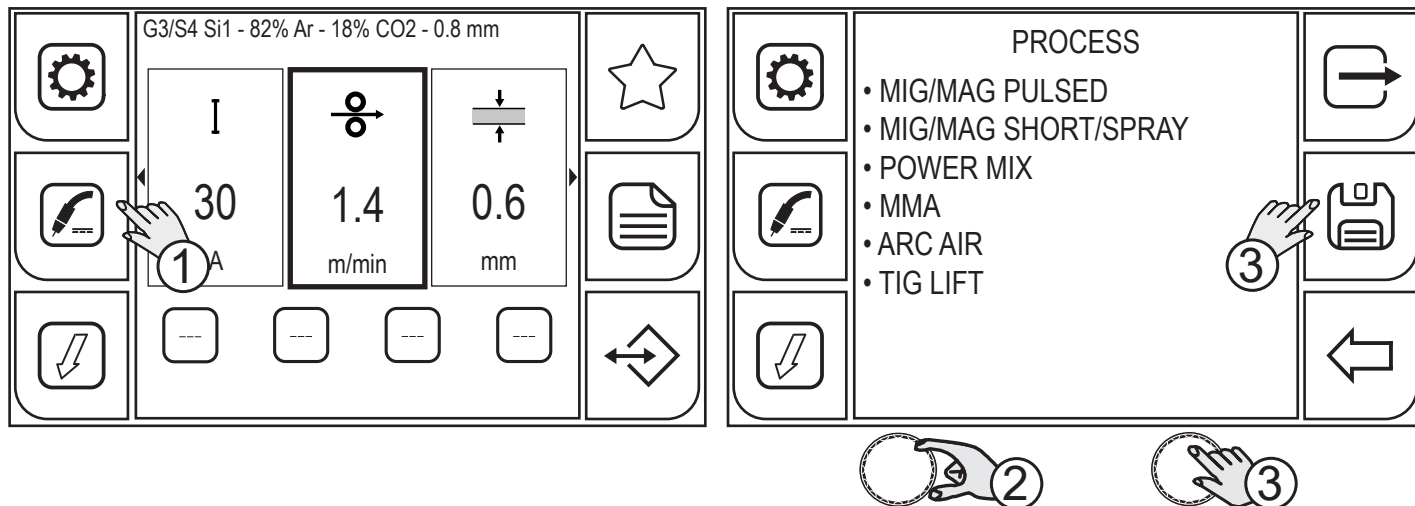 G3/S4 Si1 - 82% Ar - 18% CO2 - 0.8 mm
I
30
1.4
0.6
A
m/min
mm
1
---
---
---
---
PROCESS
• MIG/MAG PULSED
• MIG/MAG SHORT/SPRAY
• POWER MIX
• MMA
• ARC AIR
• TIG LIFT
3
2
3